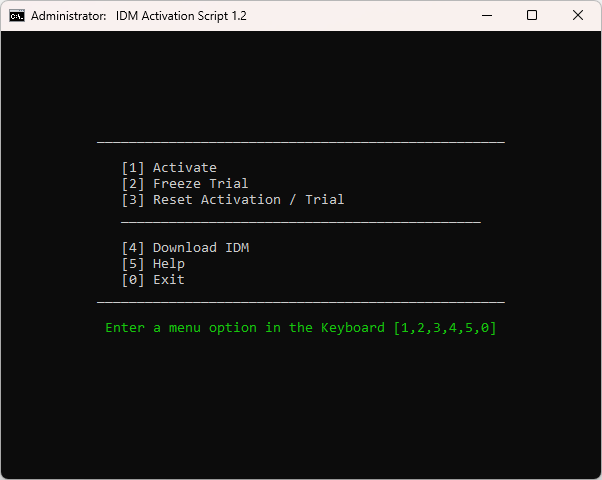 Administrator:   IDM Activation Script 1.2
[1] Activate
[2] Freeze Trial
[3] Reset Activation / Trial
[4] Download IDM
[5] Help
[0] Exit
Enter a menu option in the Keyboard [1,2,3,4,5,0]